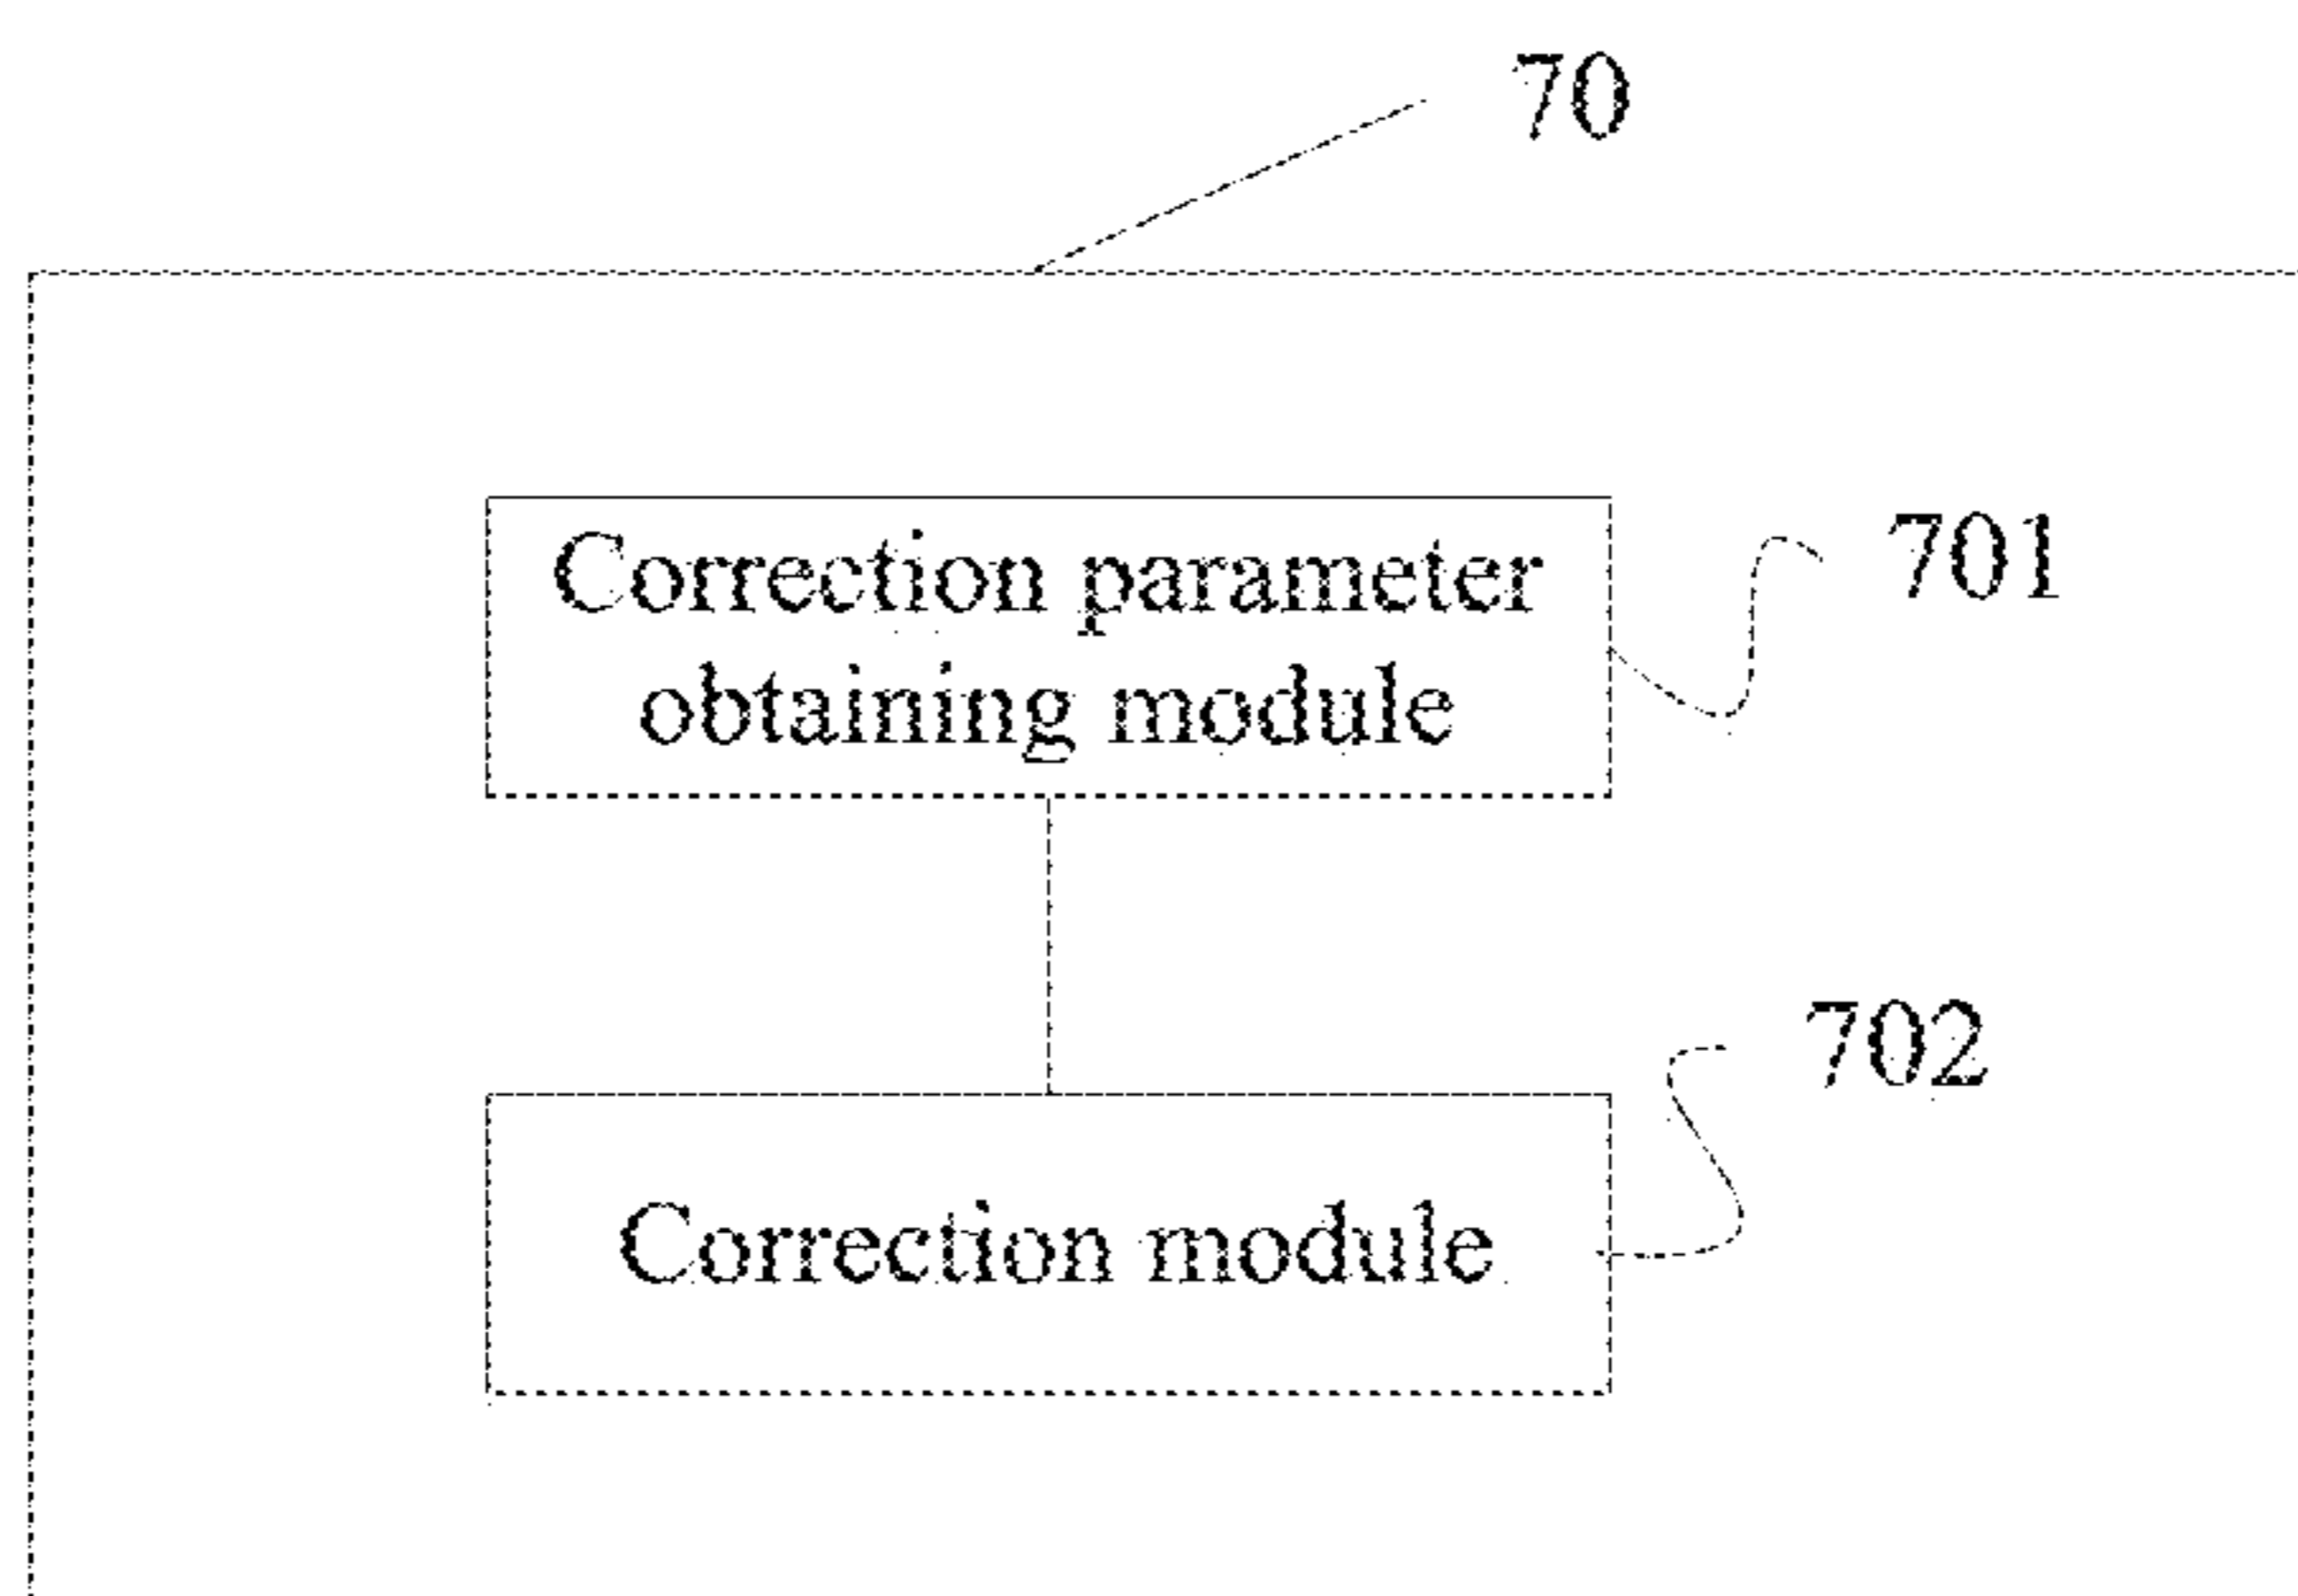 70
Correction parameter
obtaining module
701
702
Correction module